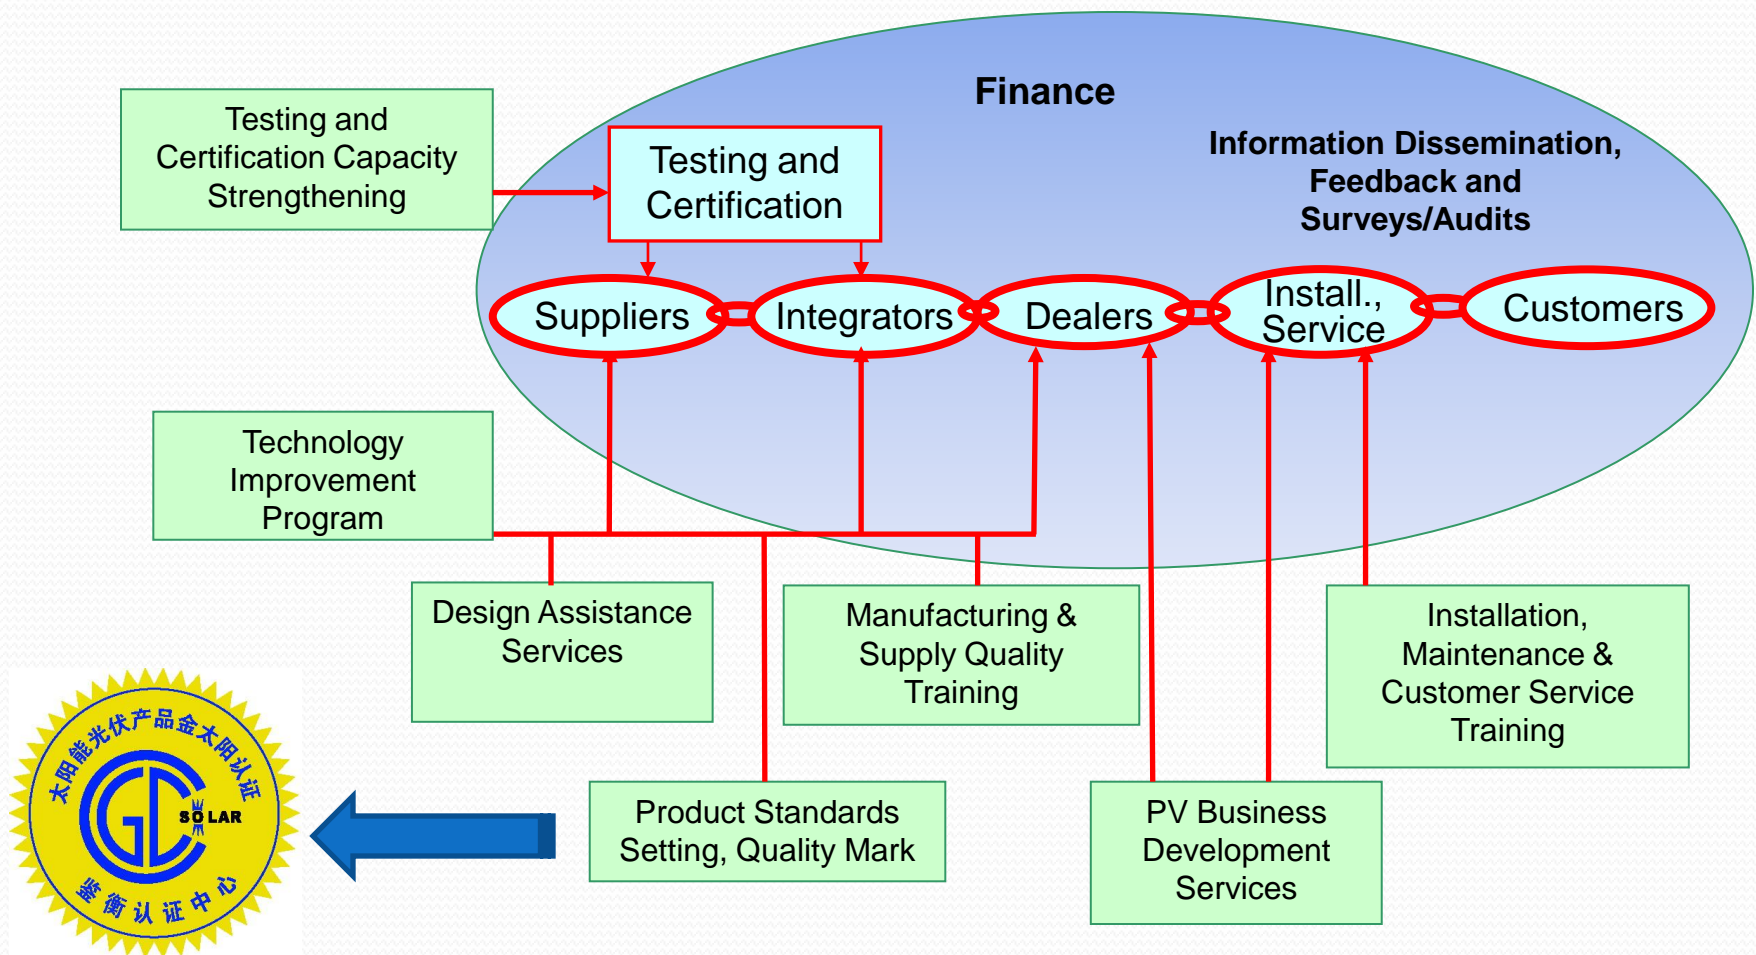 Finance
Testing and
Certification Capacity
Strengthening
Testing and
Certification
Information Dissemination,
Feedback and
Surveys/Audits
Suppliers
Integrators
Dealers
Install.,
Service
Customers
Technology
Improvement
Program
Design Assistance
Services
Manufacturing &
Supply Quality
Training
Installation,
Maintenance &
Customer Service
Training
Product Standards
Setting, Quality Mark
PV Business
Development
Services
太阳能光伏产品金太阳认证
CGC
SOLAR
鉴衡认证中心